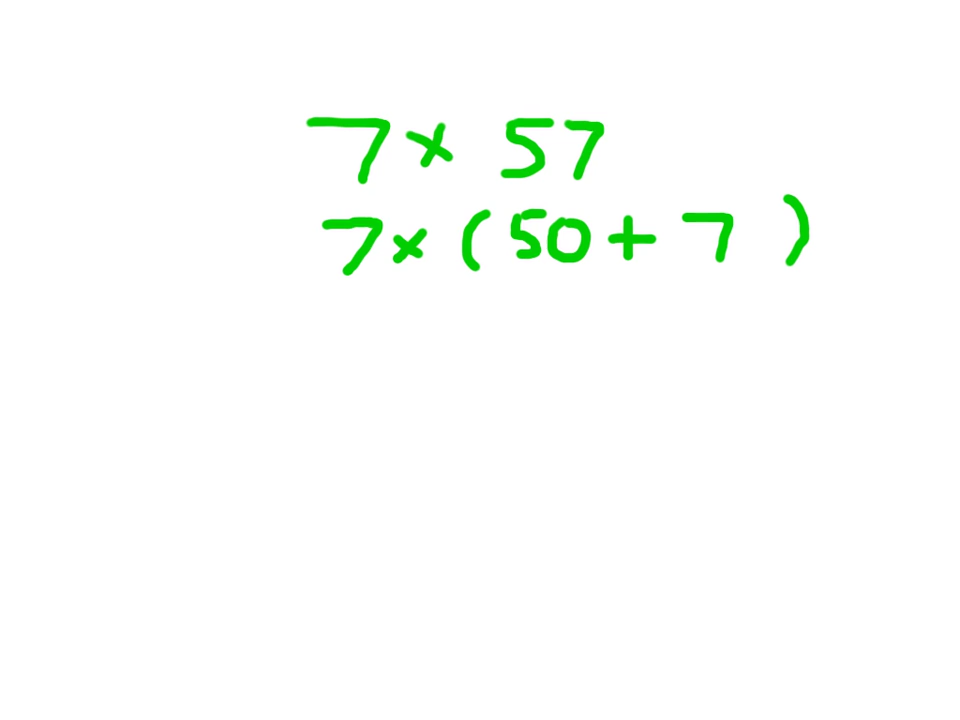 7 × 57
7 × (50 + 7)